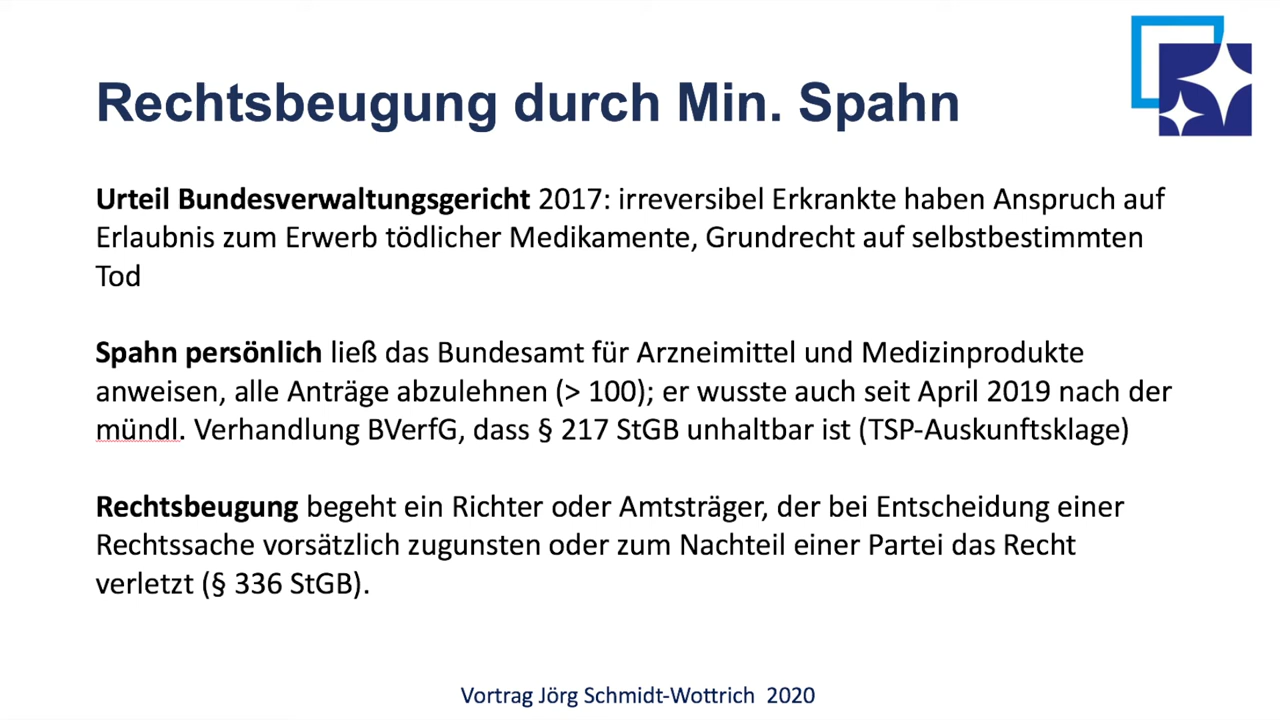 Rechtsbeugung durch Min. Spahn
Urteil Bundesverwaltungsgericht 2017: irreversibel Erkrankte haben Anspruch auf
Erlaubnis zum Erwerb tödlicher Medikamente, Grundrecht auf selbstbestimmten
Tod
Spahn persönlich ließ das Bundesamt für Arzneimittel und Medizinprodukte
anweisen, alle Anträge abzulehnen (> 100); er wusste auch seit April 2019 nach der
mündl. Verhandlung BVerfG, dass § 217 StGB unhaltbar ist (TSP-Auskunftsklage)
Rechtsbeugung begeht ein Richter oder Amtsträger, der bei Entscheidung einer
Rechtssache vorsätzlich zugunsten oder zum Nachteil einer Partei das Recht
verletzt (§ 336 StGB).
Vortrag Jörg Schmidt-Wottrich 2020